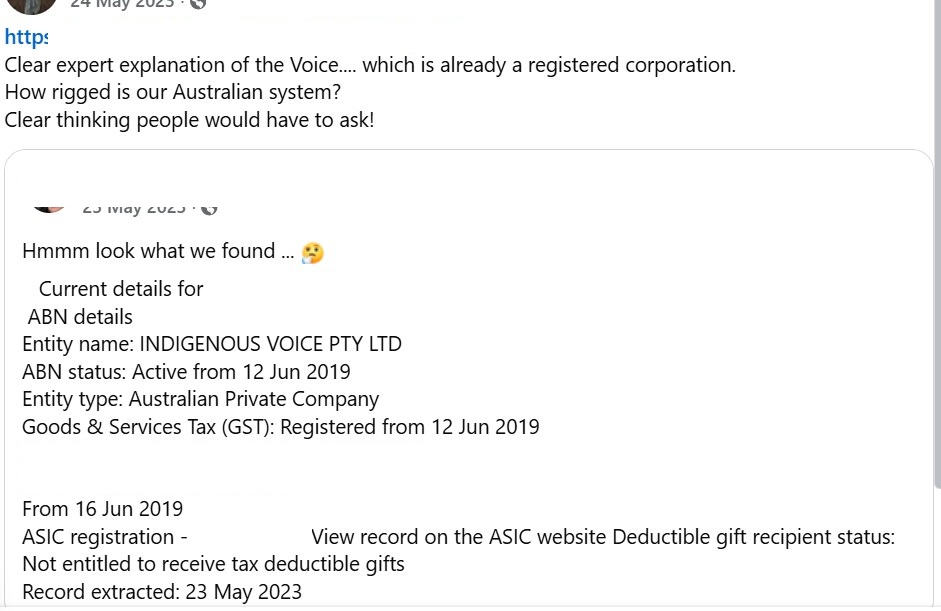 24 May 2023 ·
https
Clear expert explanation of the Voice.... which is already a registered corporation.
How rigged is our Australian system?
Clear thinking people would have to ask!
23 May 2023 ·
Hmmm look what we found ... 🤔
Current details for
ABN details
Entity name: INDIGENOUS VOICE PTY LTD
ABN status: Active from 12 Jun 2019
Entity type: Australian Private Company
Goods & Services Tax (GST): Registered from 12 Jun 2019
From 16 Jun 2019
ASIC registration - View record on the ASIC website Deductible gift recipient status:
Not entitled to receive tax deductible gifts
Record extracted: 23 May 2023